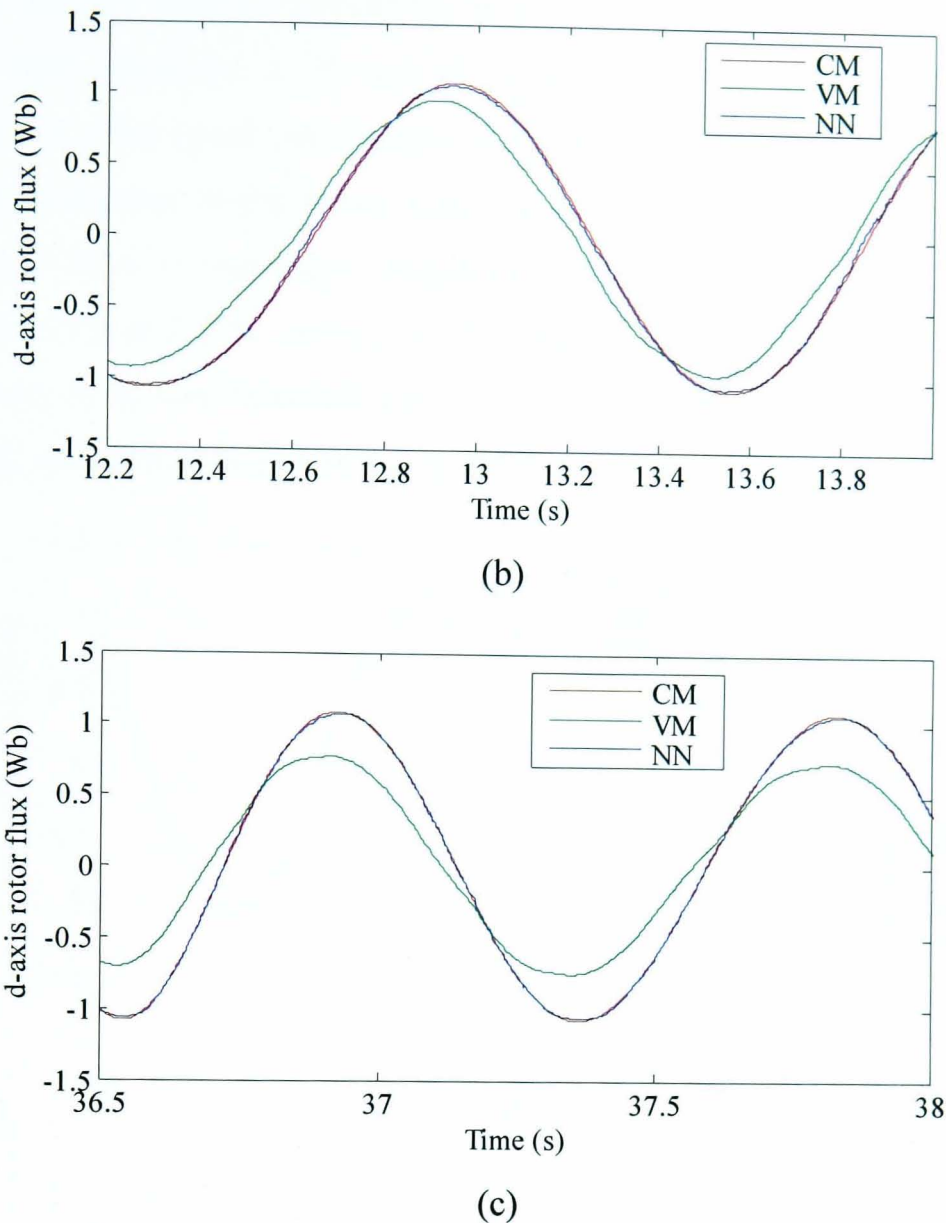 1.5
1
0.5
0
-0.5
-1
-1.5
d-axis rotor flux (Wb)
CM
VM
NN
12.2 12.4 12.6 12.8 13 13.2 13.4 13.6 13.8
Time (s)
(b)
1.5
1
0.5
0
-0.5
-1
-1.5
d-axis rotor flux (Wb)
CM
VM
NN
36.5 37 37.5 38
Time (s)
(c)